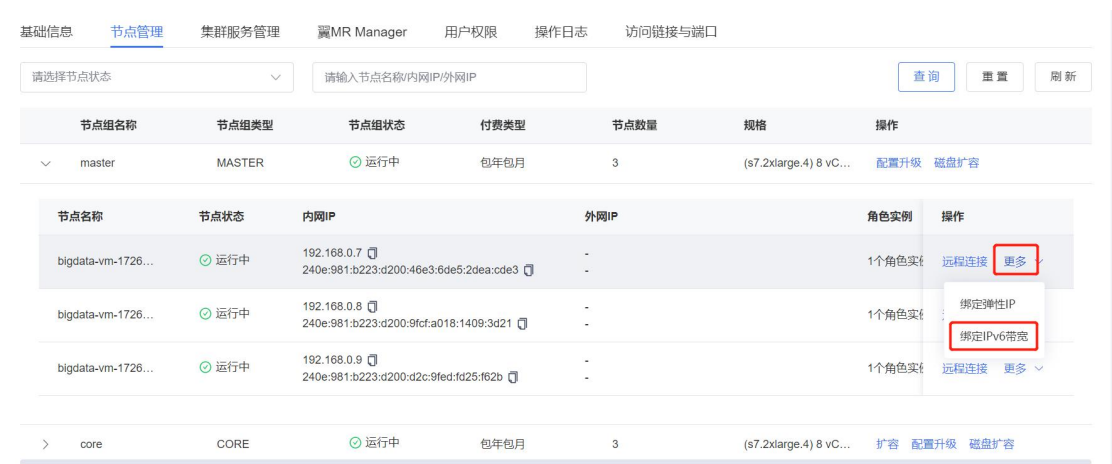 基础信息 节点管理 集群服务管理 翼MR Manager 用户权限 操作日志 访问链接与端口
请选择节点状态 请输入节点名称/内网IP/外网IP 查询 重置 刷新
节点组名称 节点组类型 节点组状态 付费类型 节点数量 规格 操作
master MASTER 运行中 包年包月 3 (s7.2xlarge.4) 8 vC... 配置升级 磁盘扩容
节点名称 节点状态 内网IP 外网IP 角色实例 操作
bigdata-vm-1726... 运行中 192.168.0.7 - 1个角色实 远程连接 更多
240e:981:b223:d200:46e3:6de5:2dea:cde3 -
绑定弹性IP
bigdata-vm-1726... 运行中 192.168.0.8 - 1个角色实
240e:981:b223:d200:9fcf:a018:1409:3d21 -
绑定IPv6带宽
bigdata-vm-1726... 运行中 192.168.0.9 - 1个角色实 远程连接 更多
240e:981:b223:d200:d2c:9fed:fd25:f62b -
core CORE 运行中 包年包月 3 (s7.2xlarge.4) 8 vC... 扩容 配置升级 磁盘扩容